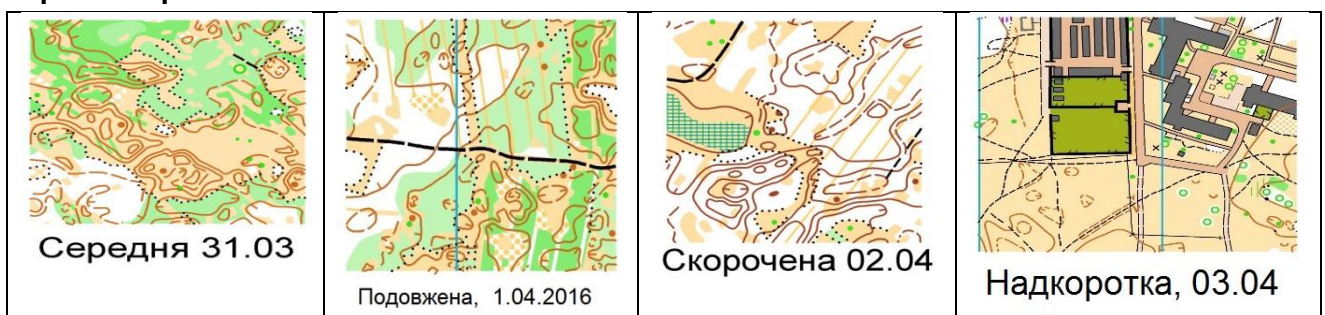 Середня 31.03
Подовжена, 1.04.2016
Скорочена 02.04
Надкоротка, 03.04